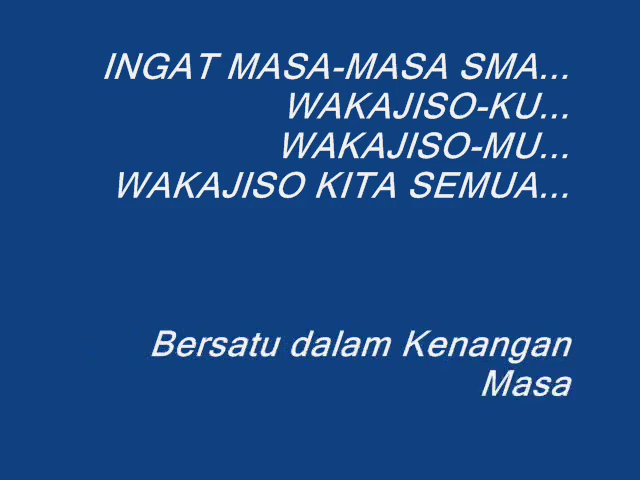 INGAT MASA-MASA SMA...
WAKAJISO-KU...
WAKAJISO-MU...
WAKAJISO KITA SEMUA...
Bersatu dalam Kenangan
Masa